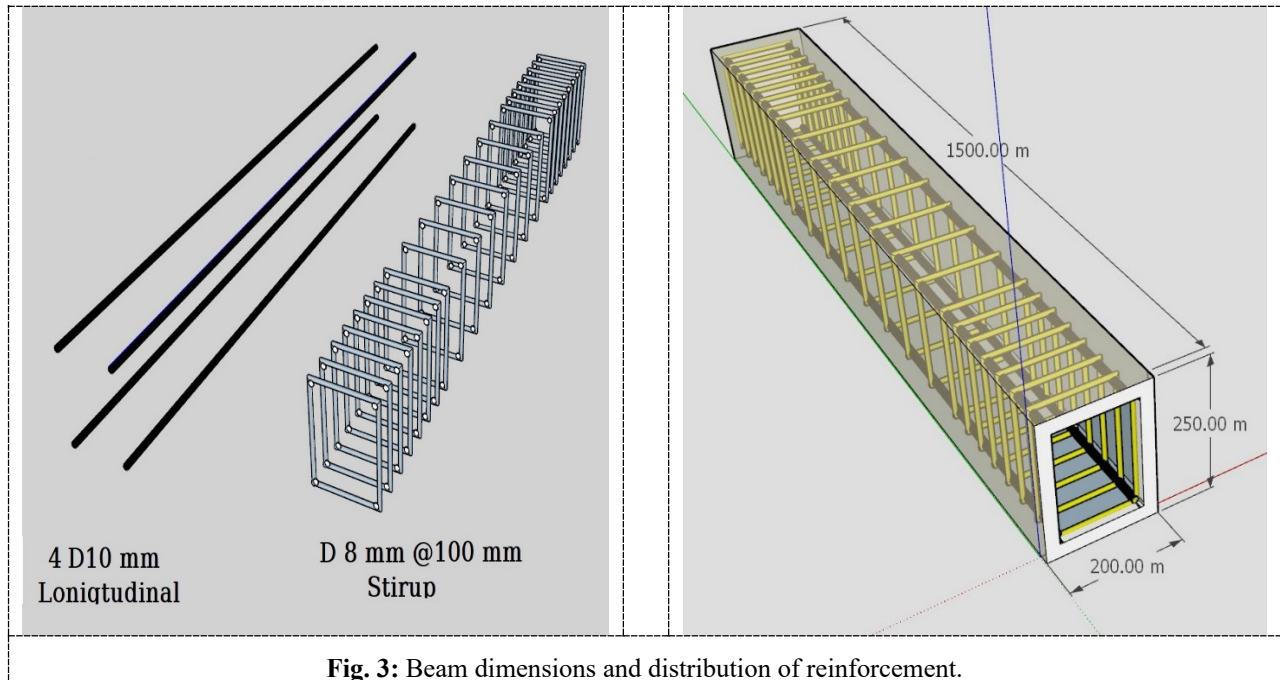 4 D10 mm
Lonigtudinal
D 8 mm @100 mm
Stirup
1500.00 m
250.00 m
200.00 m
Fig. 3: Beam dimensions and distribution of reinforcement.